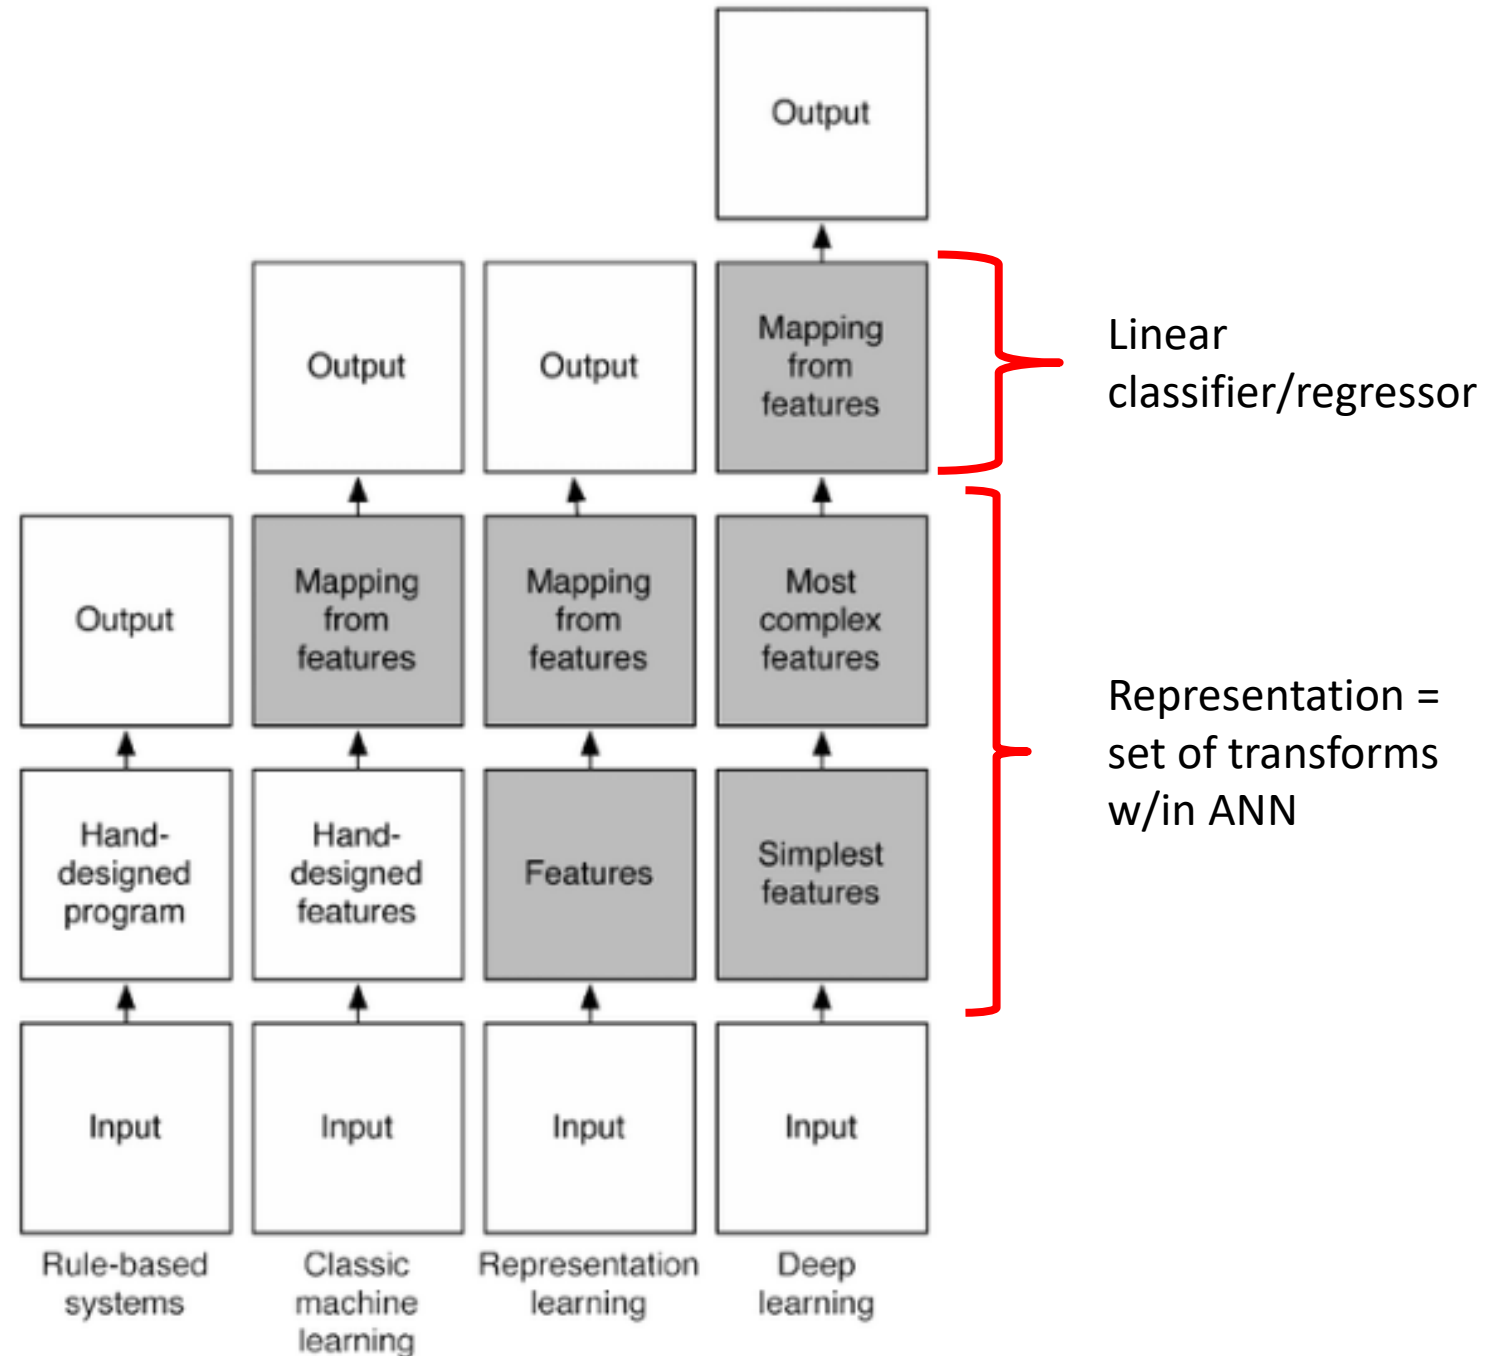 Output
Mapping
from
features
Linear
classifier/regressor
Output
Output
Most
complex
features
Mapping
from
features
Mapping
from
features
Output
Representation =
set of transforms
w/in ANN
Simplest
features
Features
Hand-
designed
features
Hand-
designed
program
Input
Input
Input
Input
Rule-based
systems
Classic
machine
learning
Representation
learning
Deep
learning